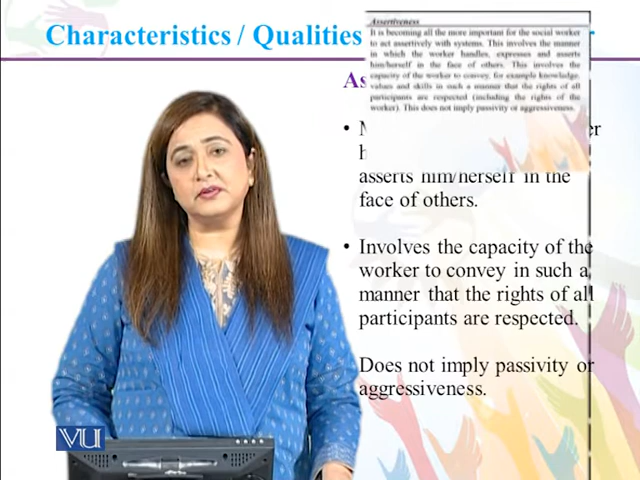 Characteristics / Qualities r
Assertiveness
It is becoming all the more important for the social worker
to act assertively with systems. This involves the manner
in which the worker handles, expresses and asserts
him/herself in the face of others. This involves the
capacity of the worker to convey, for example knowledge,
values and skills in such a manner that the rights of all
participants are respected (including the rights of the
worker). This does not imply passivity or aggressiveness.
As
• M er
h
asserts him/herself in the
face of others.
• Involves the capacity of the
worker to convey in such a
manner that the rights of all
participants are respected.
Does not imply passivity or
aggressiveness.
VU